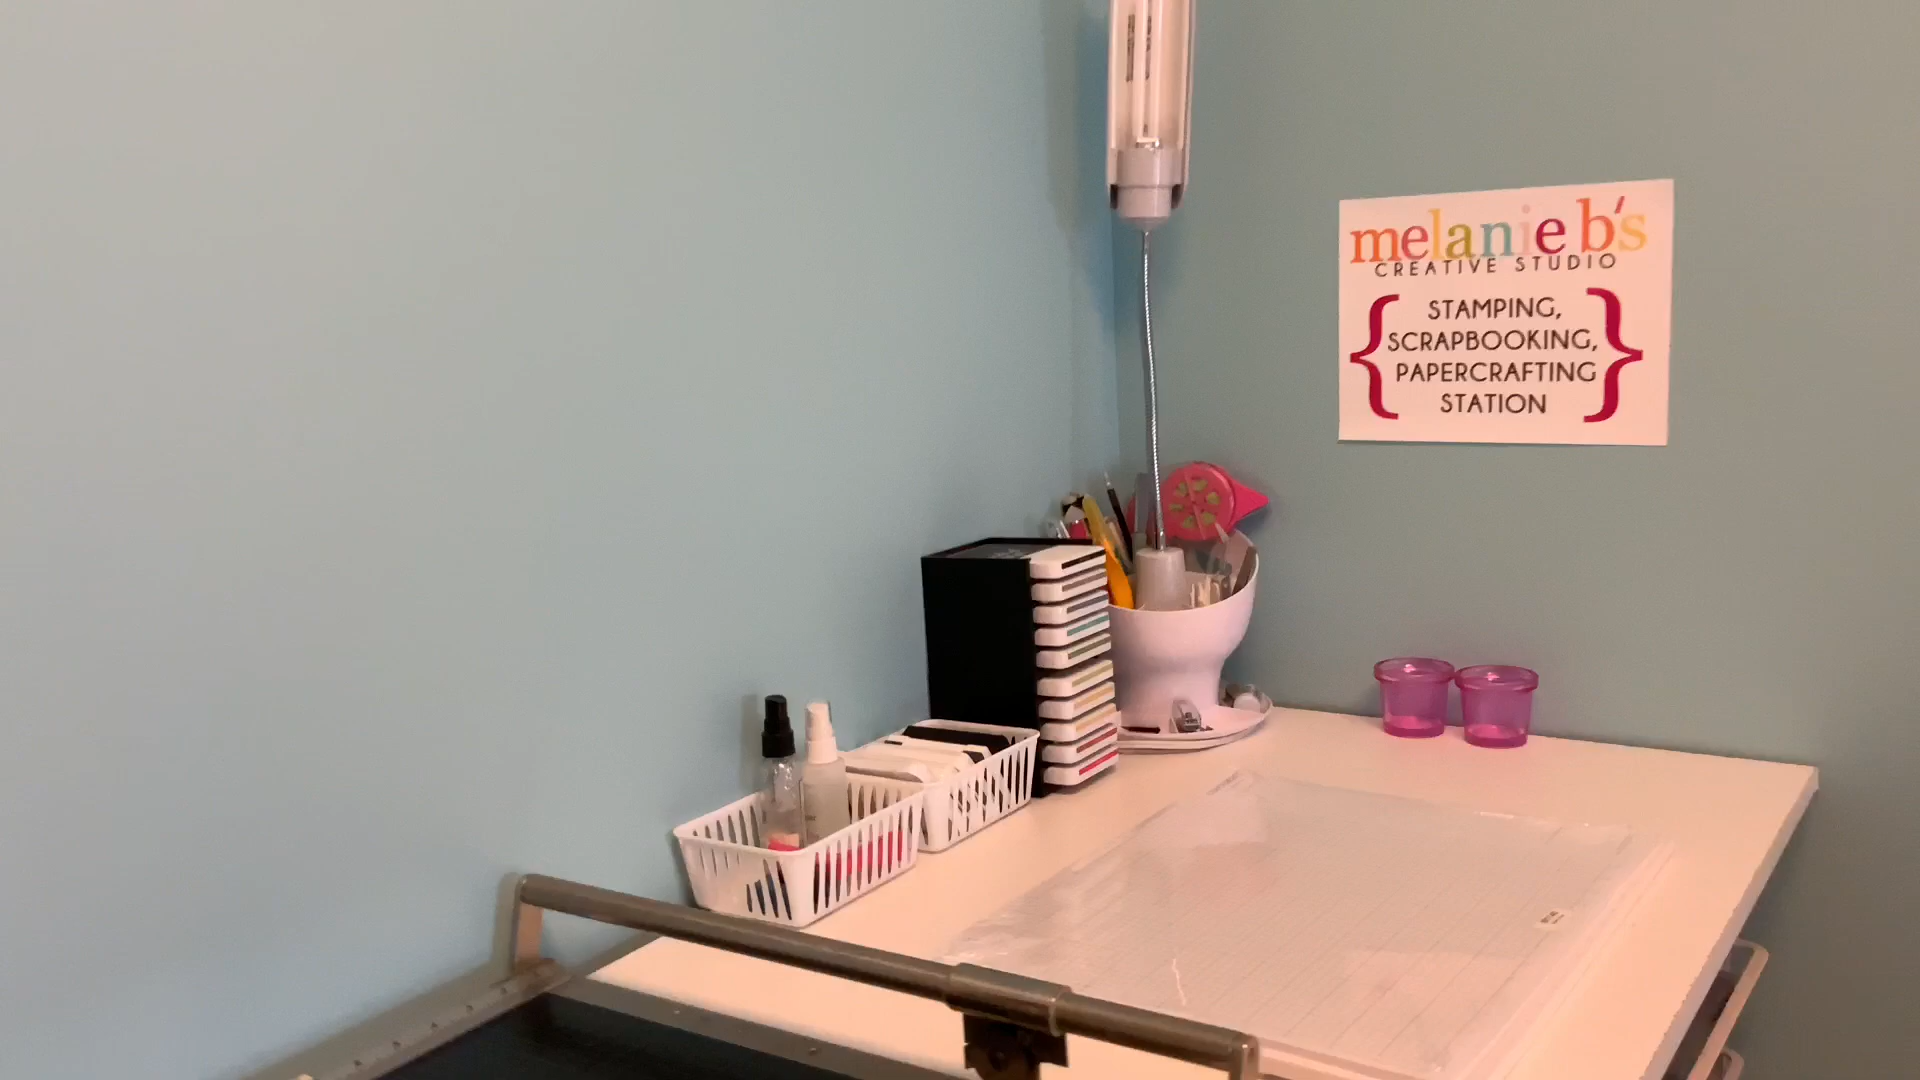 melanie b's
CREATIVE STUDIO
STAMPING,
SCRAPBOOKING,
PAPERCRAFTING
STATION